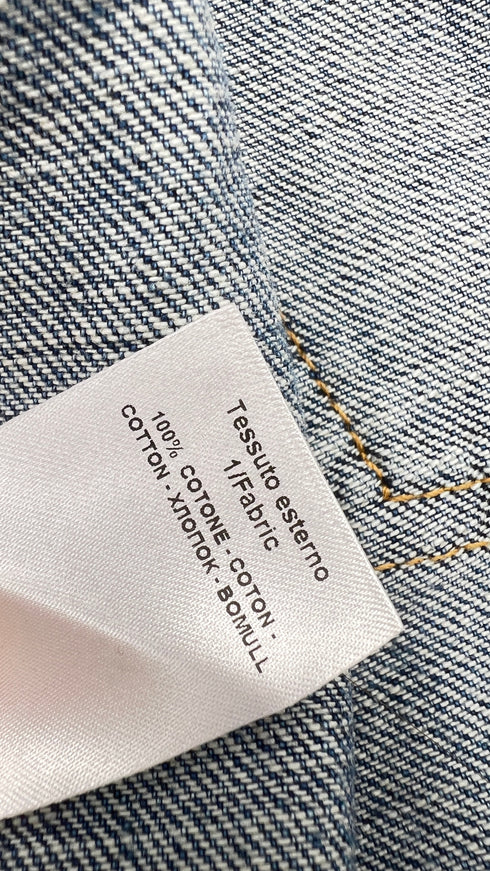 Tessuto esterno
1/Fabric
100% COTONE - COTON -
COTTON - ХЛОПОК - BOMULL